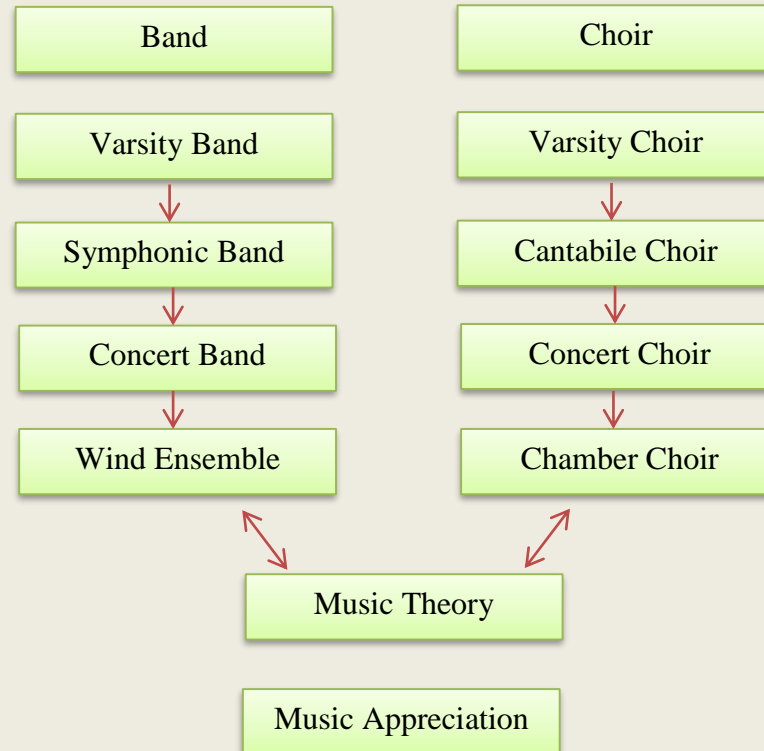 Band
Choir
Varsity Band
Varsity Choir
Symphonic Band
Cantabile Choir
Concert Band
Concert Choir
Wind Ensemble
Chamber Choir
Music Theory
Music Appreciation